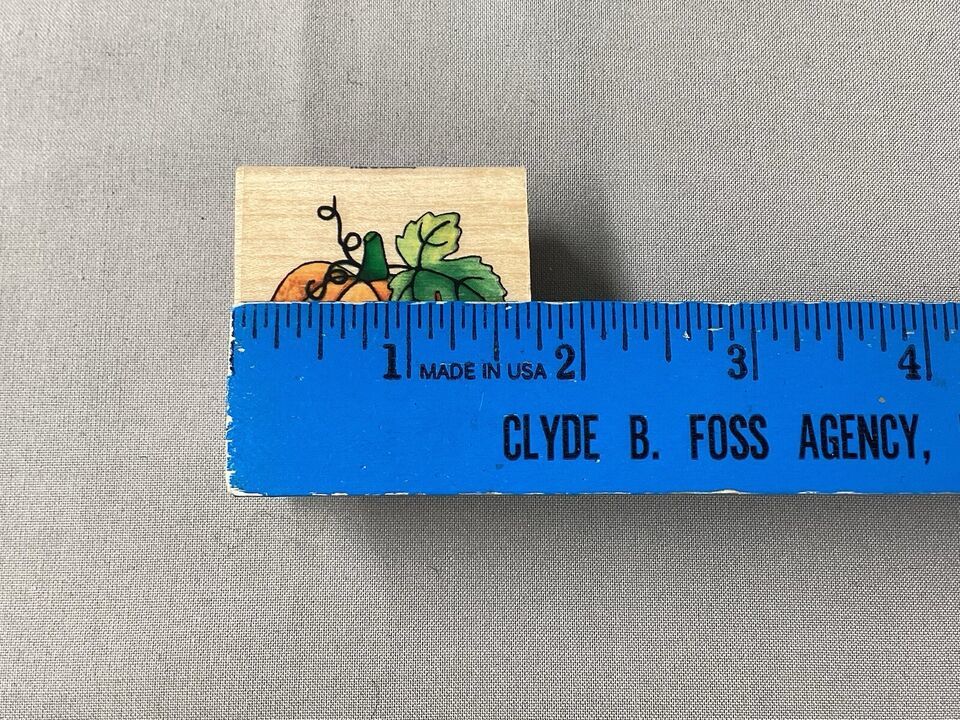 1 MADE IN USA 2 3 4
CLYDE B. FOSS AGENCY,